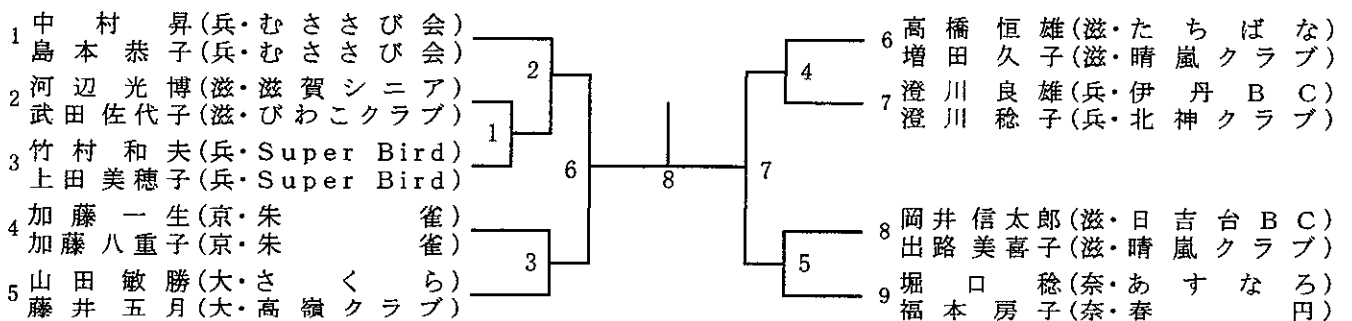 1 中村昇(兵・むささび会)
島本恭子(兵・むささび会)
2 河辺光博(滋・滋賀シニア)
武田佐代子(滋・びわこクラブ)
3 竹村和夫(兵・Super Bird)
上田美穂子(兵・Super Bird)
4 加藤一生(京・朱雀)
加藤八重子(京・朱雀)
5 山田敏勝(大・さくら)
藤井五月(大・高嶺クラブ)
2
1
6
3
8
7
4
5
6 高橋恒雄(滋・たちばな)
増田久子(滋・晴嵐クラブ)
7 澄川良雄(兵・伊丹BC)
澄川稔子(兵・北神クラブ)
8 岡井信太郎(滋・日吉台BC)
出路美喜子(滋・晴嵐クラブ)
9 堀口稔(奈・あすなろ)
福本房子(奈・春円)